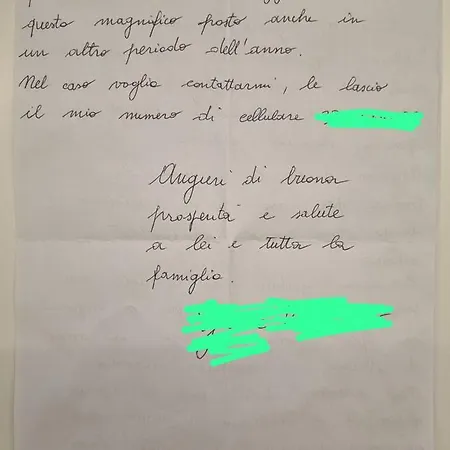 questo magnifico posto anche in
un altro periodo dell'anno.
Nel caso voglia contattarmi, le lascio
il mio numero di cellulare
Auguri di buona
prosperità e salute
a lei e tutta la
famiglia.